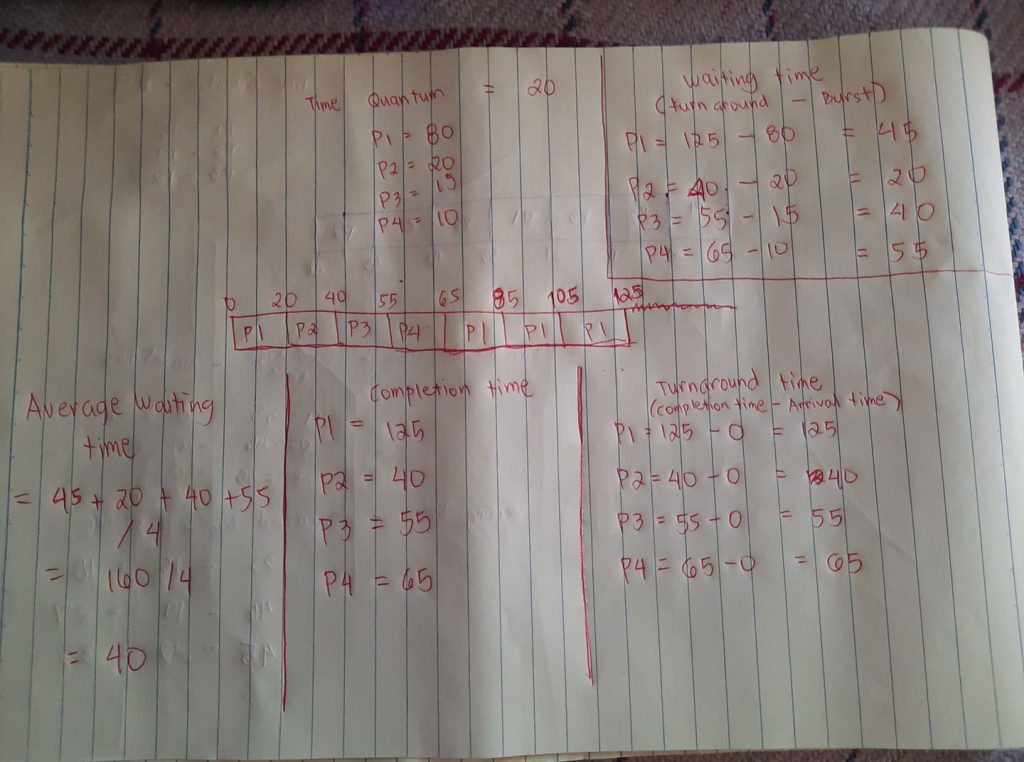 Time Quantum = 20
P1 = 80
P2 = 20
P3 = 15
P4 = 10
Waiting time
(turn around - Burst)
P1 = 125 - 80 = 45
P2 = 40 - 20 = 20
P3 = 55 - 15 = 40
P4 = 65 - 10 = 55
0 20 40 55 65 85 105 125
P1 P2 P3 P4 P1 P1 P1
Average Waiting
time
= 45 + 20 + 40 + 55
/ 4
= 160 / 4
= 40
Completion time
P1 = 125
P2 = 40
P3 = 55
P4 = 65
Turnground time
(completion time - Arrival time)
P1 = 125 - 0 = 125
P2 = 40 - 0 = 40
P3 = 55 - 0 = 55
P4 = 65 - 0 = 65